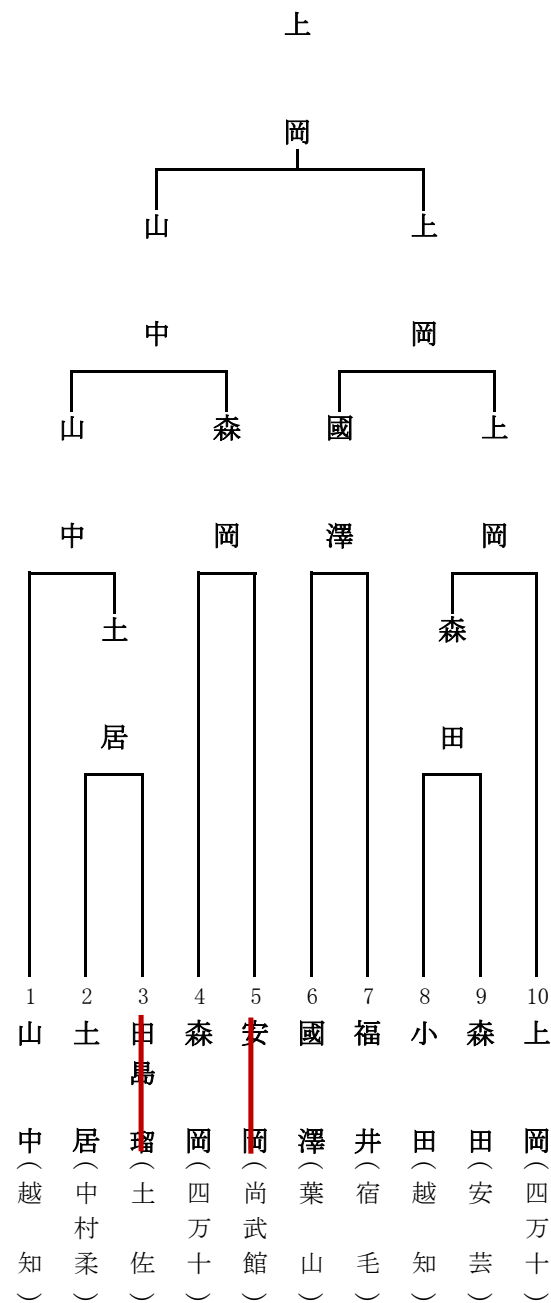 上岡
山中
上岡
山中
森岡
國澤
上岡
土居
森田
1 2 3 4 5 6 7 8 9 10
山中(越知)
土居(中村柔)
田島瑠(土佐)
森岡(四万十)
安岡(尚武館)
國澤(葉山)
福井(宿毛)
小田(越知)
森田(安芸)
上岡(四万十)